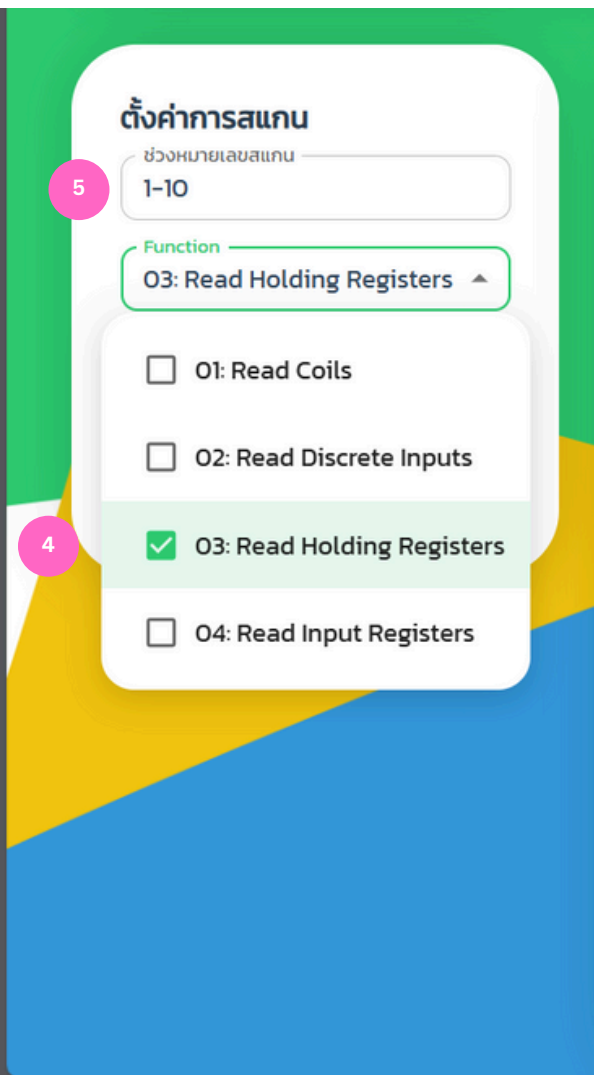 ตั้งค่าการสแกน
ช่วงหมายเลขสแกน
5
1-10
Function
03: Read Holding Registers
01: Read Coils
02: Read Discrete Inputs
4
03: Read Holding Registers
04: Read Input Registers